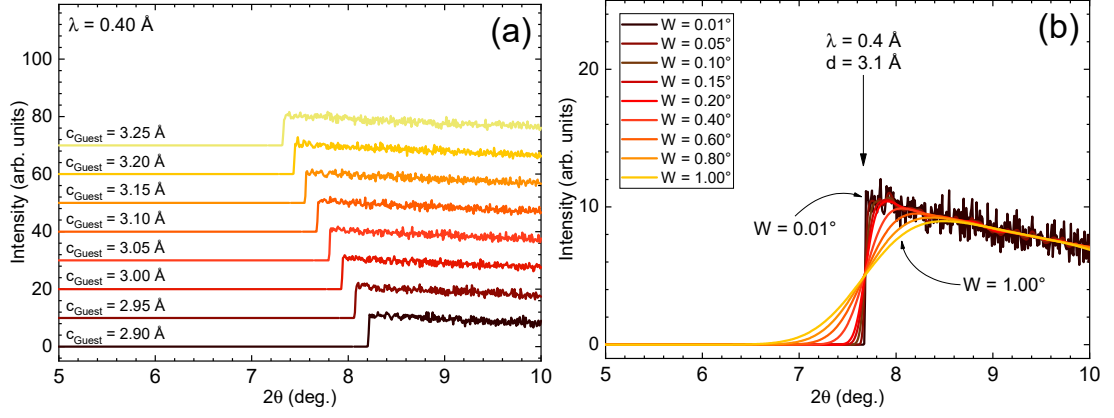 (a)
λ = 0.40 Å
100
80
60
40
20
0
Intensity (arb. units)
c_Guest = 3.25 Å
c_Guest = 3.20 Å
c_Guest = 3.15 Å
c_Guest = 3.10 Å
c_Guest = 3.05 Å
c_Guest = 3.00 Å
c_Guest = 2.95 Å
c_Guest = 2.90 Å
5 6 7 8 9 10
2θ (deg.)
(b)
W = 0.01°
W = 0.05°
W = 0.10°
W = 0.15°
W = 0.20°
W = 0.40°
W = 0.60°
W = 0.80°
W = 1.00°
λ = 0.4 Å
d = 3.1 Å
20
15
10
5
0
Intensity (arb. units)
W = 0.01°
W = 1.00°
5 6 7 8 9 10
2θ (deg.)